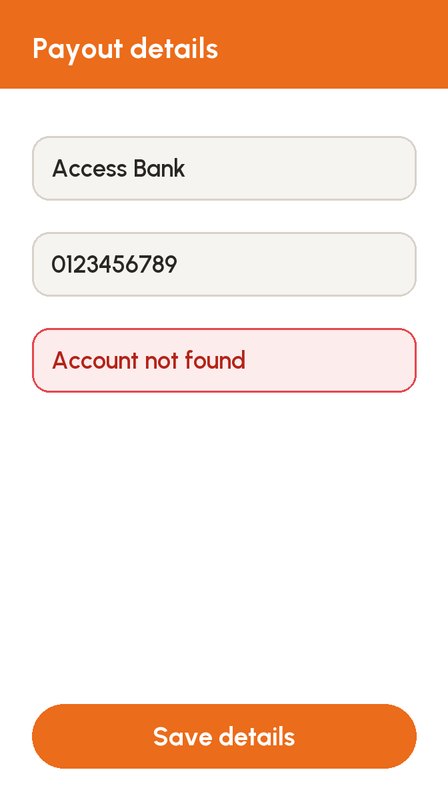 Payout details
Access Bank
0123456789
Account not found
Save details